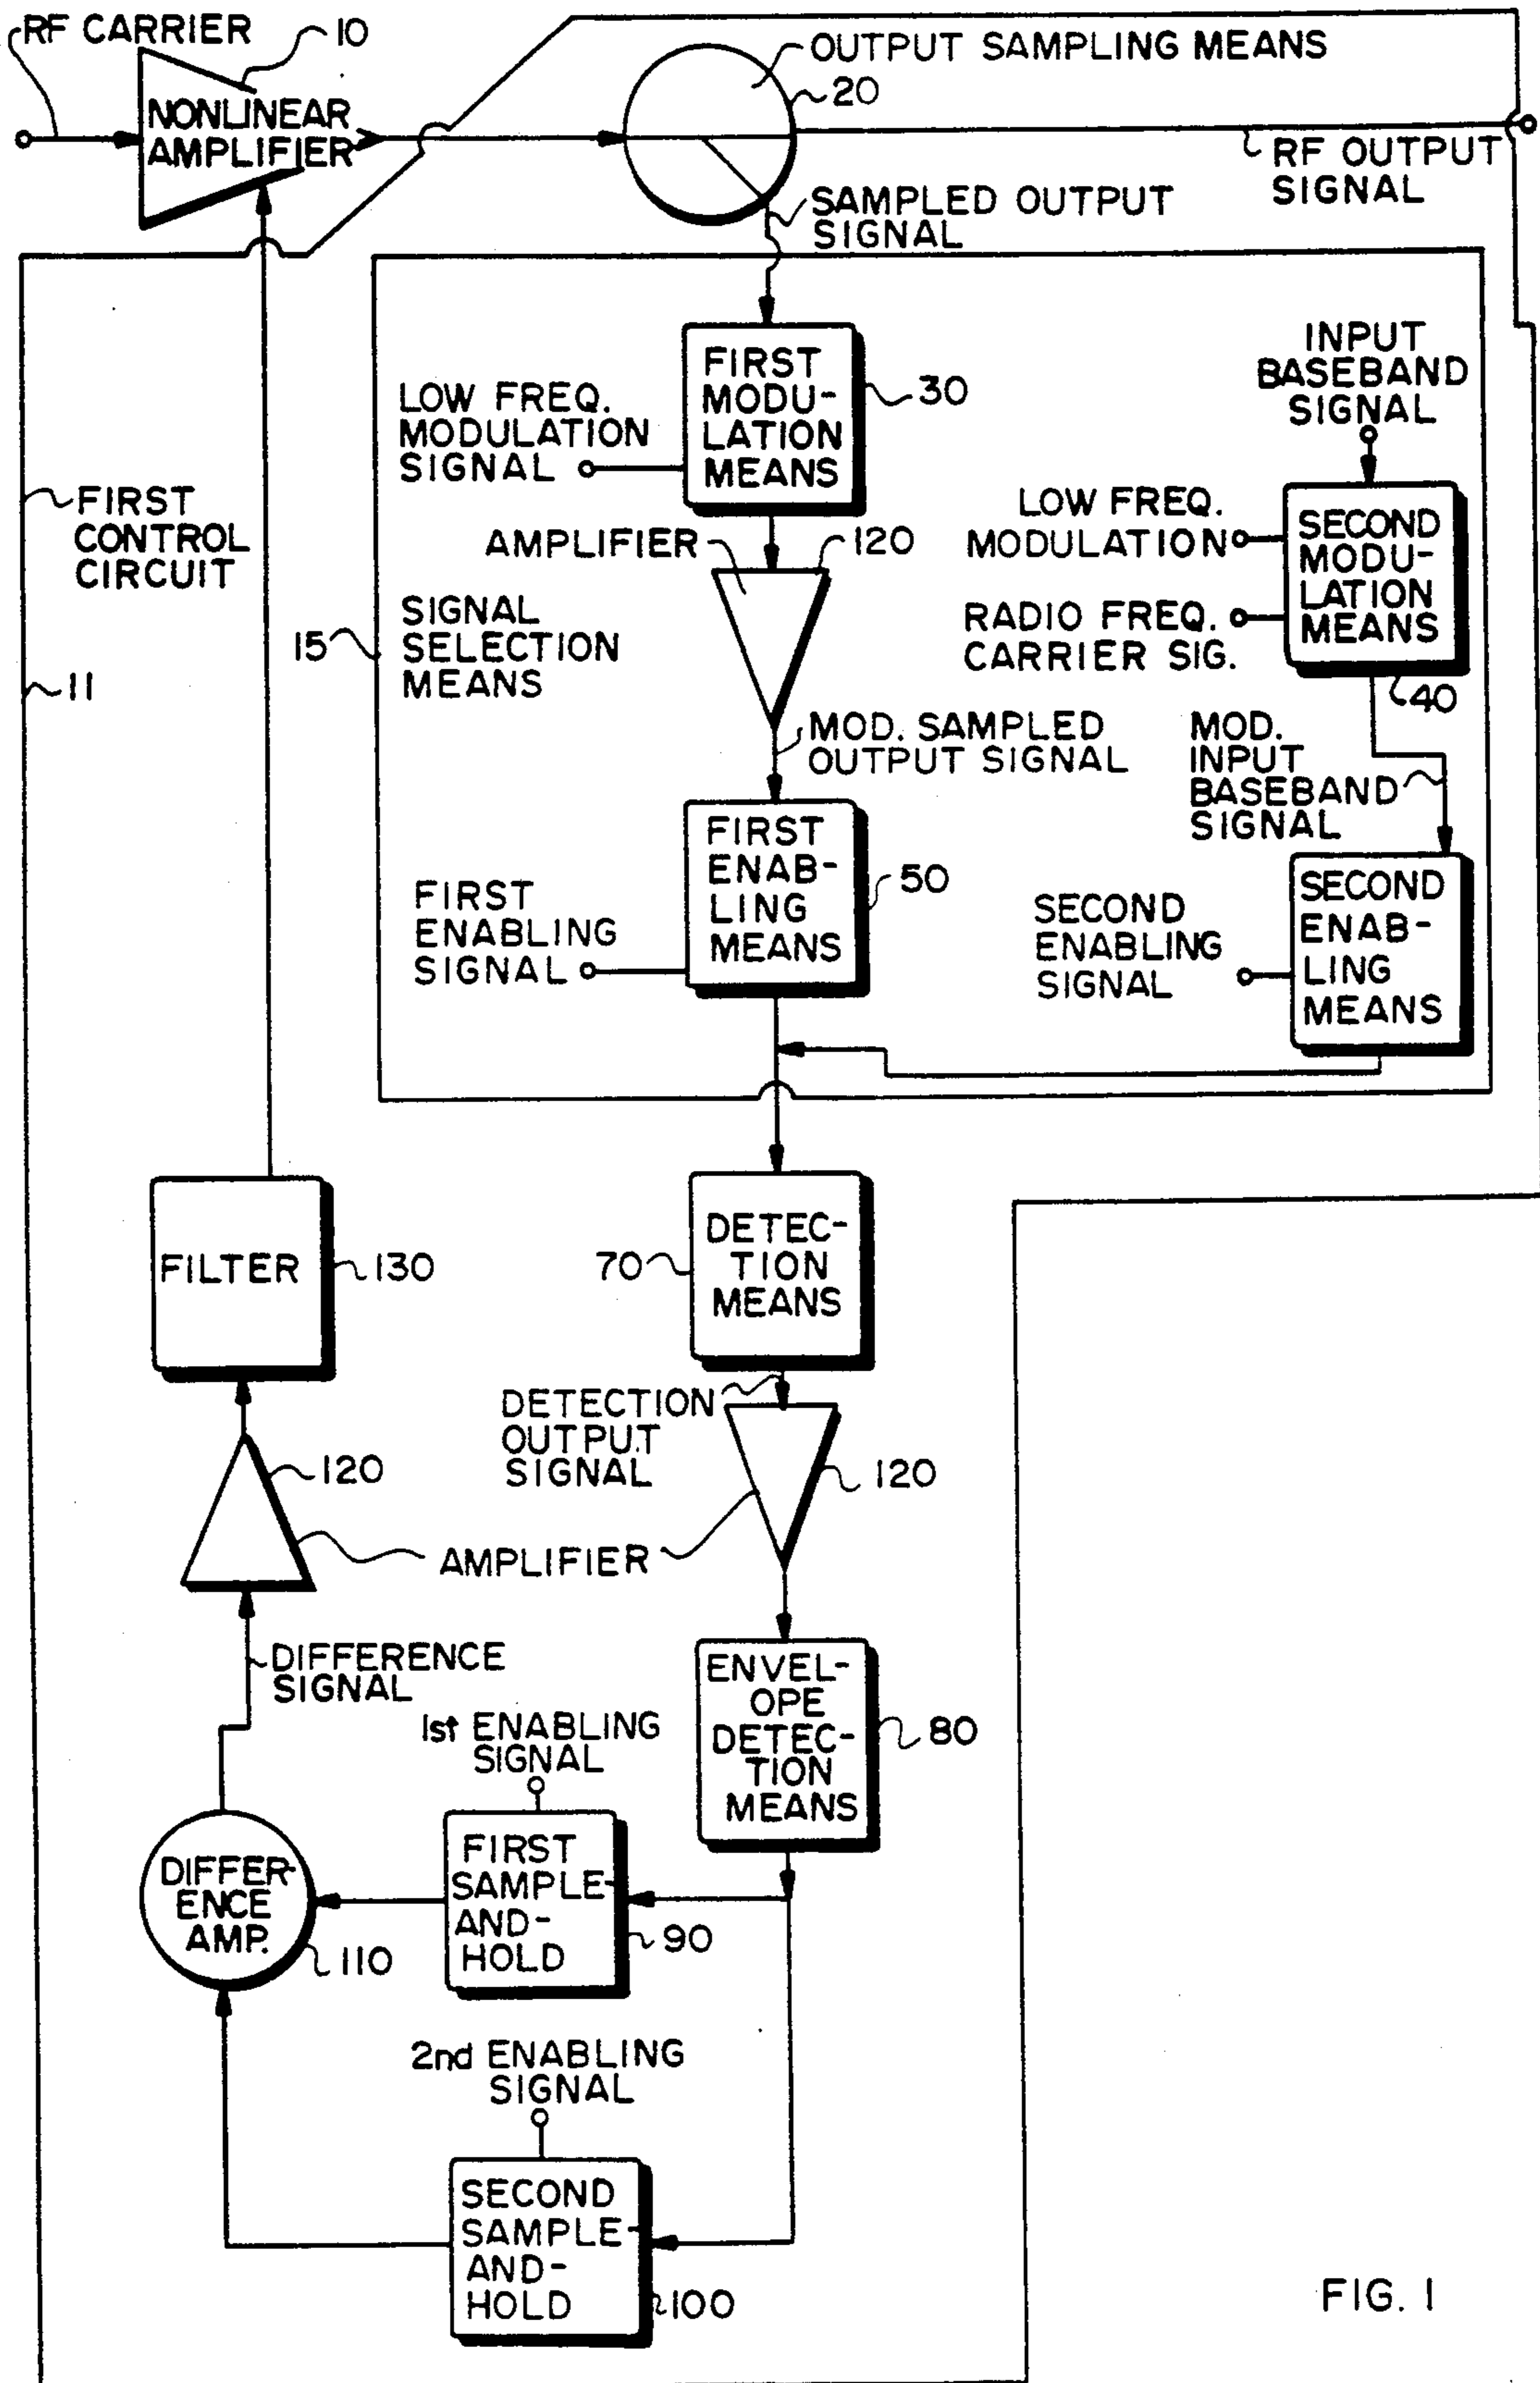 RF CARRIER
10
NONLINEAR
AMPLIFIER
OUTPUT SAMPLING MEANS
20
RF OUTPUT
SIGNAL
SAMPLED OUTPUT
SIGNAL
FIRST
MODU-
LATION
MEANS
30
LOW FREQ.
MODULATION
SIGNAL
INPUT
BASEBAND
SIGNAL
FIRST
CONTROL
CIRCUIT
11
AMPLIFIER
120
LOW FREQ.
MODULATION
RADIO FREQ.
CARRIER SIG.
SECOND
MODU-
LATION
MEANS
40
15
SIGNAL
SELECTION
MEANS
MOD. SAMPLED
OUTPUT SIGNAL
MOD.
INPUT
BASEBAND
SIGNAL
FIRST
ENAB-
LING
MEANS
50
FIRST
ENABLING
SIGNAL
SECOND
ENABLING
SIGNAL
SECOND
ENAB-
LING
MEANS
FILTER
130
70
DETEC-
TION
MEANS
DETECTION
OUTPUT
SIGNAL
120
120
AMPLIFIER
DIFFERENCE
SIGNAL
ENVEL-
OPE
DETEC-
TION
MEANS
80
1st ENABLING
SIGNAL
DIFFER-
ENCE
AMP.
110
FIRST
SAMPLE-
AND-
HOLD
90
2nd ENABLING
SIGNAL
SECOND
SAMPLE-
AND-
HOLD
100
FIG. 1